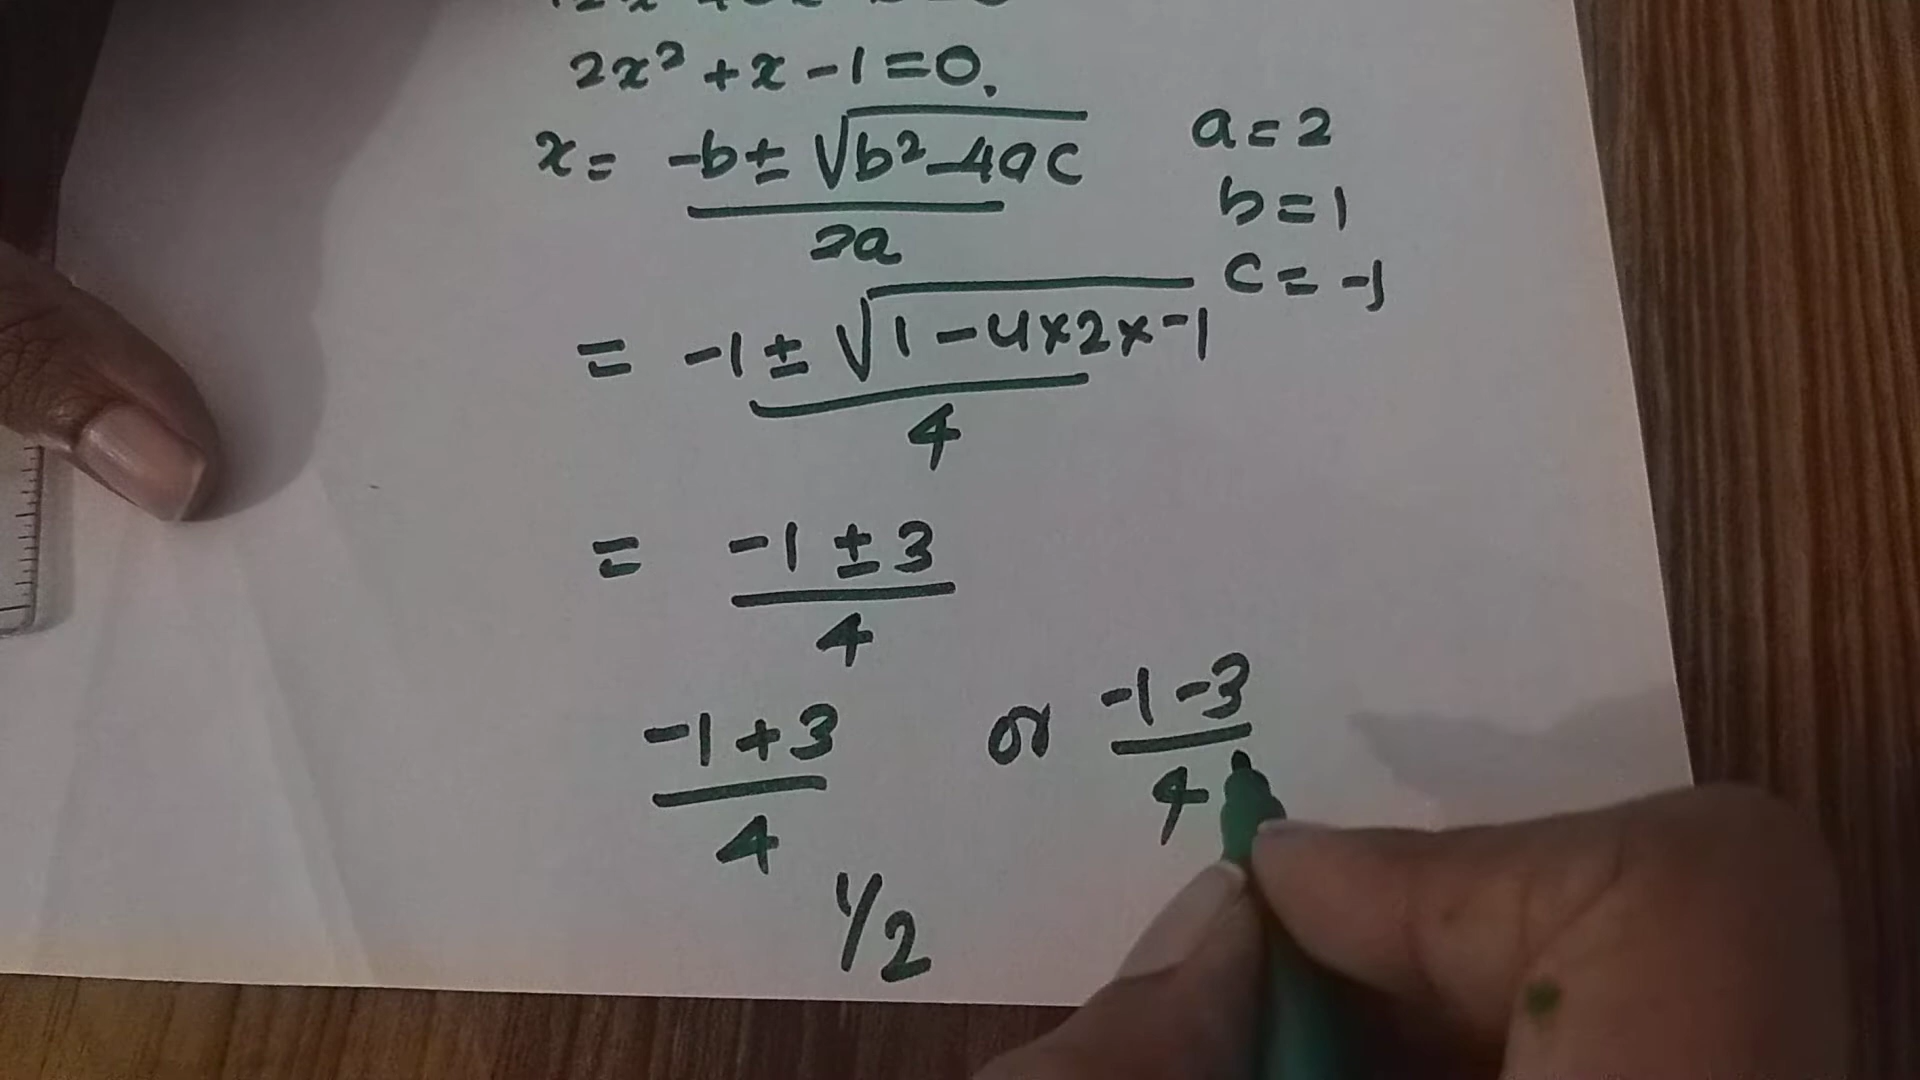 2x² + x - 1 = 0.
x = -b ± √b² - 4ac / 2a
a = 2
b = 1
c = -1
= -1 ± √1 - 4 x 2 x -1 / 4
= -1 ± 3 / 4
-1 + 3 / 4 or -1 - 3 / 4
1/2